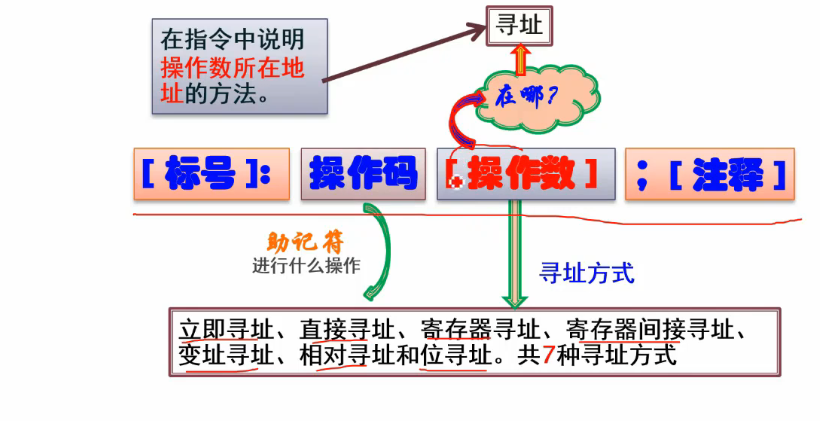 寻址
在指令中说明
操作数所在地
址的方法。
在哪?
[ 标号 ]: 操作码 [ 操作数 ] ; [ 注释 ]
助记符
进行什么操作
寻址方式
立即寻址、直接寻址、寄存器寻址、寄存器间接寻址、
变址寻址、相对寻址和位寻址。共7种寻址方式